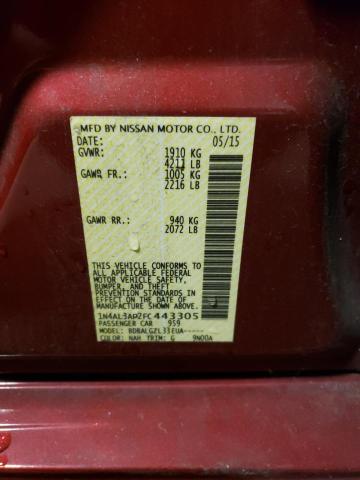 MFD BY NISSAN MOTOR CO., LTD.
DATE: 05/15
GVWR: 1910 KG
4211 LB
GAWR FR: 1005 KG
2216 LB
GAWR RR: 940 KG
2072 LB
THIS VEHICLE CONFORMS TO ALL
APPLICABLE FEDERAL MOTOR
VEHICLE SAFETY, BUMPER, AND
THEFT PREVENTION STANDARDS IN
EFFECT ON THE DATE OF
MANUFACTURE SHOWN ABOVE.
1N4AL3AP2FC443305
PASSENGER CAR 959
MODEL: BDBALGZL33EUA-----
COLOR: NAH TRIM: G 9N00A